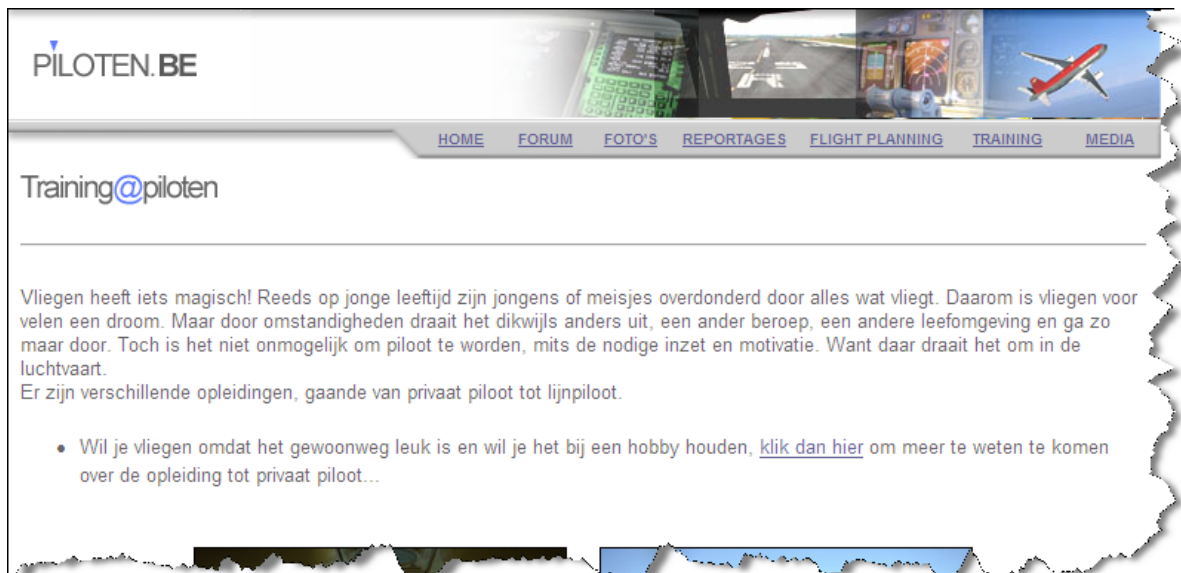 PILOTEN.BE
HOME FORUM FOTO'S REPORTAGES FLIGHT PLANNING TRAINING MEDIA
Training@piloten
Vliegen heeft iets magisch! Reeds op jonge leeftijd zijn jongens of meisjes overdonderd door alles wat vliegt. Daarom is vliegen voor
velen een droom. Maar door omstandigheden draait het dikwijls anders uit, een ander beroep, een andere leefomgeving en ga zo
maar door. Toch is het niet onmogelijk om piloot te worden, mits de nodige inzet en motivatie. Want daar draait het om in de
luchtvaart.
Er zijn verschillende opleidingen, gaande van privaat piloot tot lijnpiloot.
• Wil je vliegen omdat het gewoonweg leuk is en wil je het bij een hobby houden, klik dan hier om meer te weten te komen
over de opleiding tot privaat piloot...